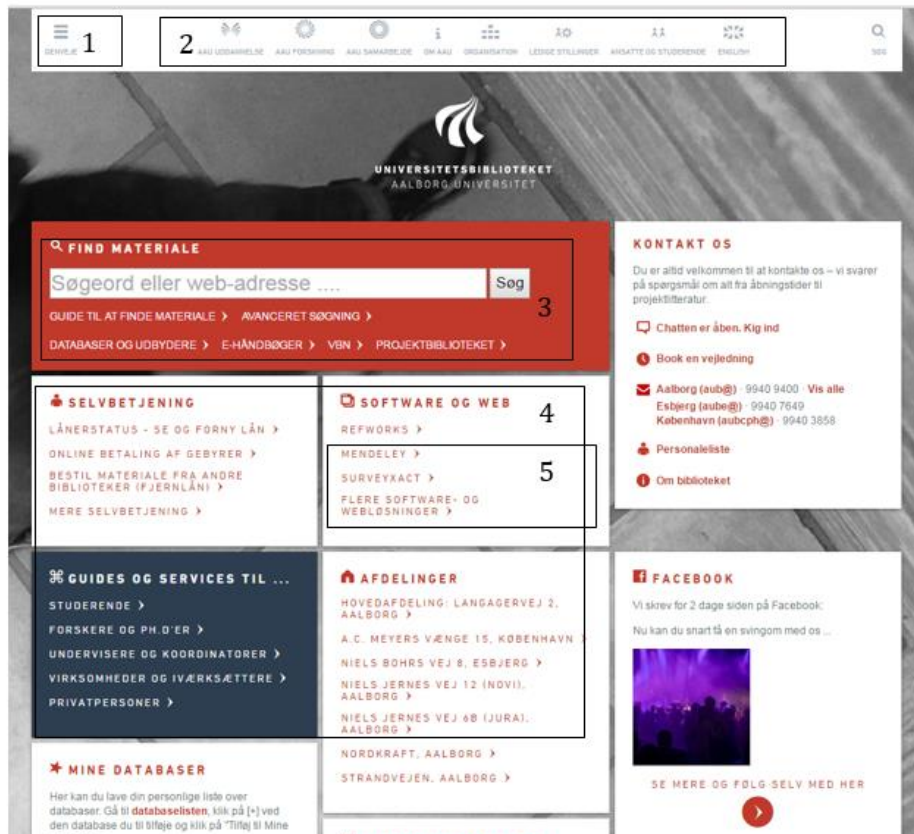 1
2
GENVEJE
AAU UDDANNELSE
AAU FORSKNING
AAU SAMARBEJDE
OM AAU
ORGANISATION
LEDIGE STILLINGER
ANSATTE OG STUDERENDE
ENGLISH
SØG
UNIVERSITETSBIBLIOTEKET
AALBORG UNIVERSITET
FIND MATERIALE
Søgeord eller web-adresse ....
Søg
3
GUIDE TIL AT FINDE MATERIALE > AVANCERET SØGNING >
DATABASER OG UDBYDERE > E-HÅNDBØGER > VBN > PROJEKTBIBLIOTEKET >
KONTAKT OS
Du er altid velkommen til at kontakte os – vi svarer
på spørgsmål om alt fra åbningstider til
projektlitteratur.
Chatten er åben. Kig ind
Book en vejledning
Aalborg (aub@) · 9940 9400 · Vis alle
Esbjerg (aube@) · 9940 7649
København (aubcph@) · 9940 3858
Personaleliste
Om biblioteket
SELVBETJENING
LÅNERSTATUS - SE OG FORNY LÅN >
ONLINE BETALING AF GEBYRER >
BESTIL MATERIALE FRA ANDRE
BIBLIOTEKER (FJERNLÅN) >
MERE SELVBETJENING >
SOFTWARE OG WEB
4
REFWORKS >
MENDELEY >
5
SURVEYXACT >
FLERE SOFTWARE- OG
WEBLØSNINGER >
GUIDES OG SERVICES TIL ...
STUDERENDE >
FORSKERE OG PH.D'ER >
UNDERVISERE OG KOORDINATORER >
VIRKSOMHEDER OG IVÆRKSÆTTERE >
PRIVATPERSONER >
AFDELINGER
HOVEDAFDELING: LANGAGERVEJ 2,
AALBORG >
A.C. MEYERS VÆNGE 15, KØBENHAVN >
NIELS BOHRS VEJ 8, ESBJERG >
NIELS JERNES VEJ 12 (NOVI),
AALBORG >
NIELS JERNES VEJ 6B (JURA),
AALBORG >
NORDKRAFT, AALBORG >
STRANDVEJEN, AALBORG >
FACEBOOK
Vi skrev for 2 dage siden på Facebook:
Nu kan du snart få en svingom med os ...
SE MERE OG FØLG SELV MED HER
MINE DATABASER
Her kan du lave din personlige liste over
databaser. Gå til databaselisten, klik på [+] ved
den database du til tilføje og klik på "Tilføj til Mine